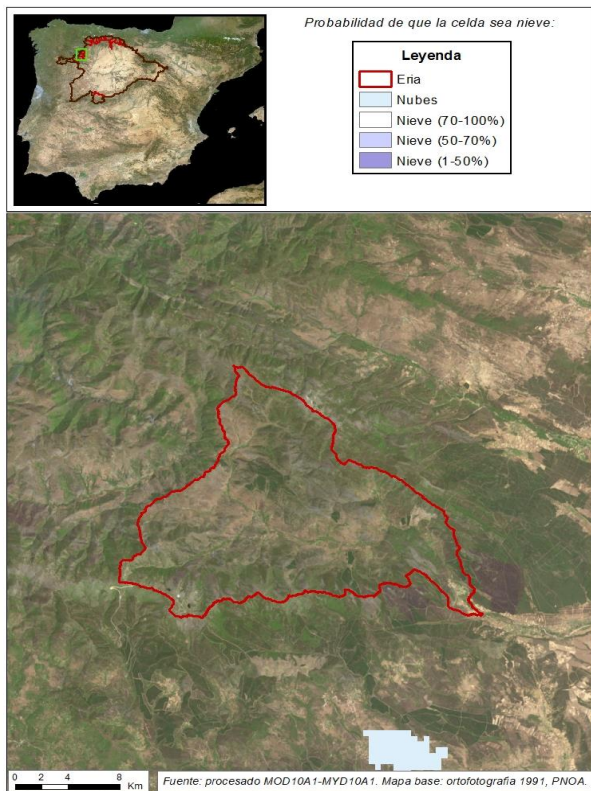 Probabilidad de que la celda sea nieve:
Leyenda
Eria
Nubes
Nieve (70-100%)
Nieve (50-70%)
Nieve (1-50%)
0 2 4 8
Km
Fuente: procesado MOD10A1-MYD10A1. Mapa base: ortofotografia 1991, PNOA.